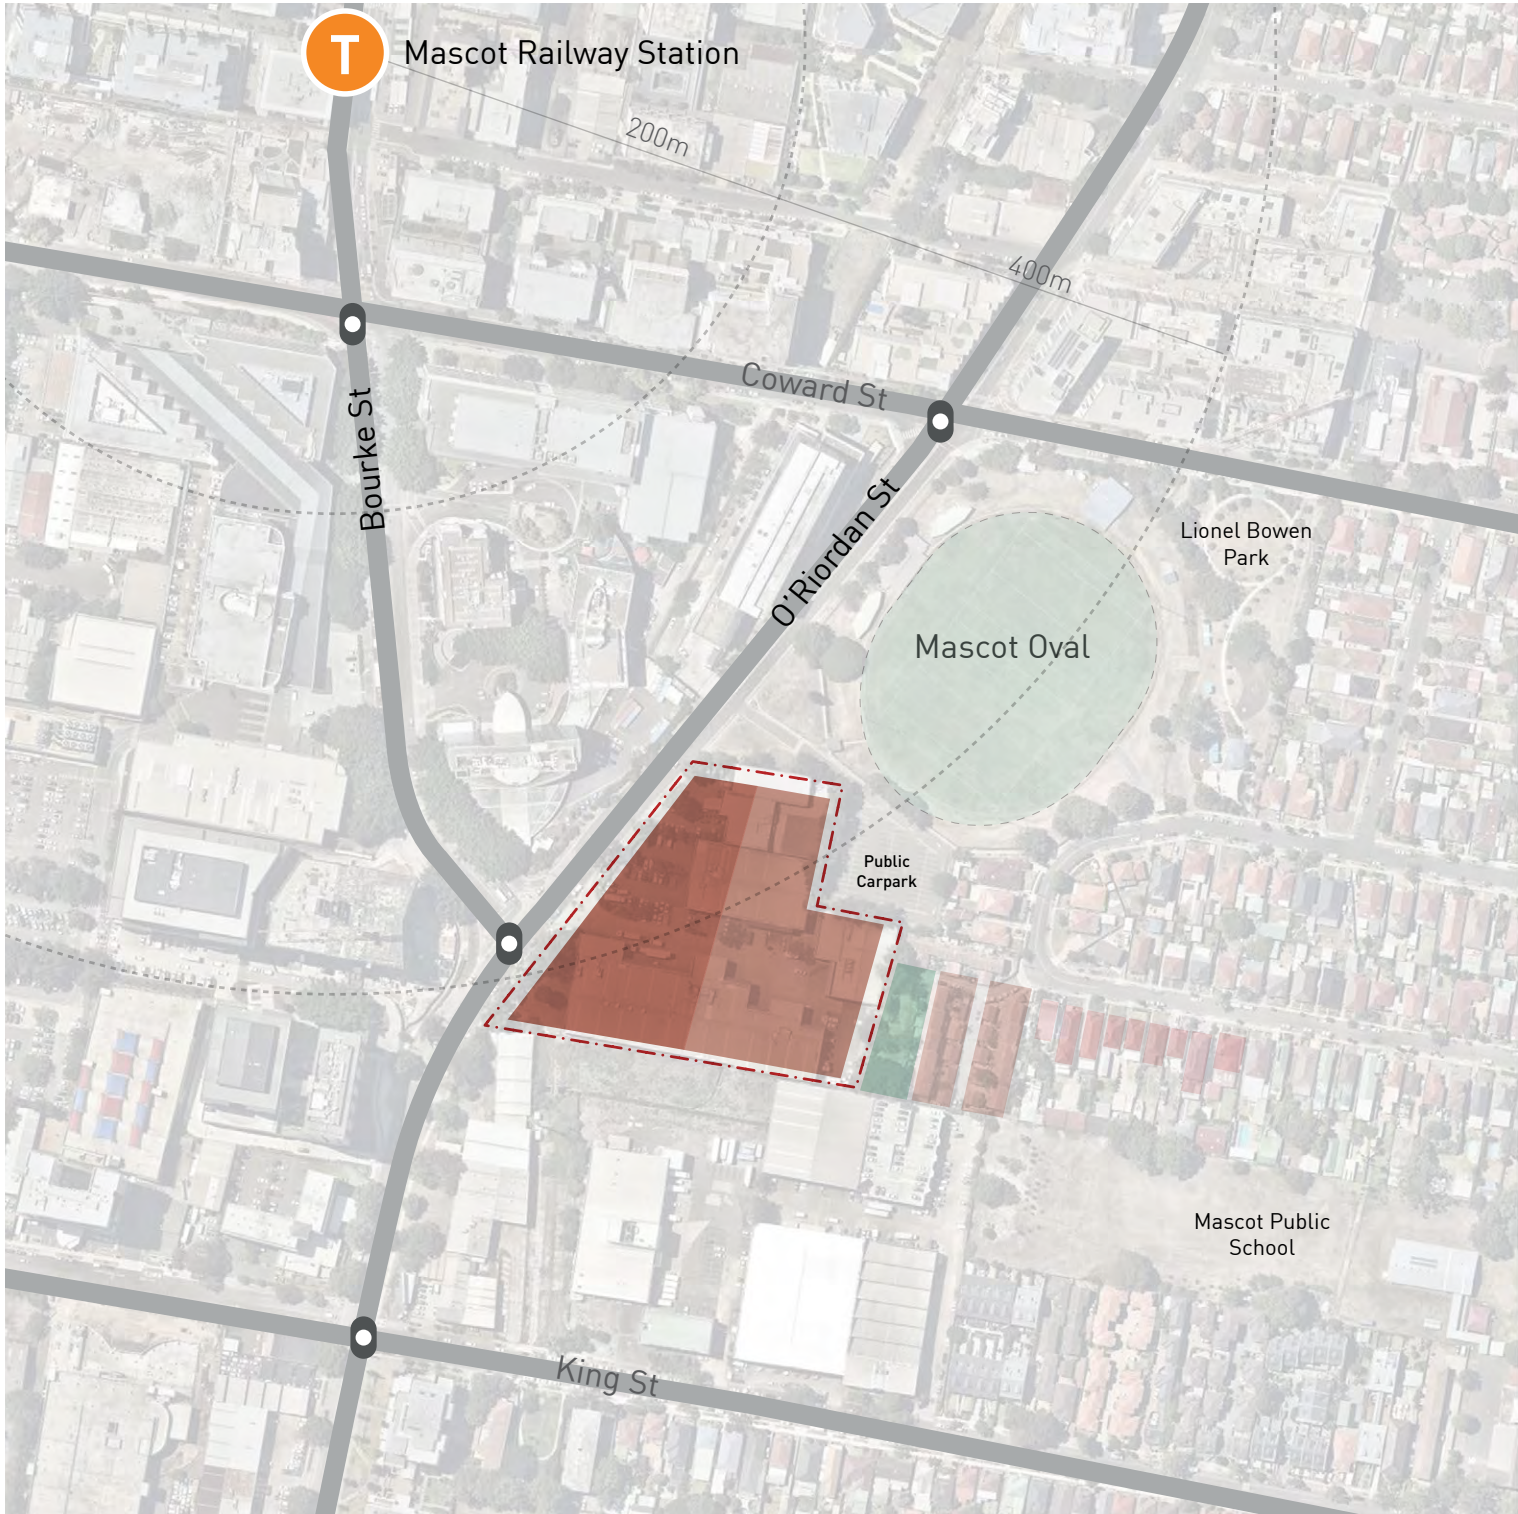 T
Mascot Railway Station
200m
400m
Coward St
Bourke St
O'Riordan St
Lionel Bowen
Park
Mascot Oval
Public
Carpark
Mascot Public
School
King St